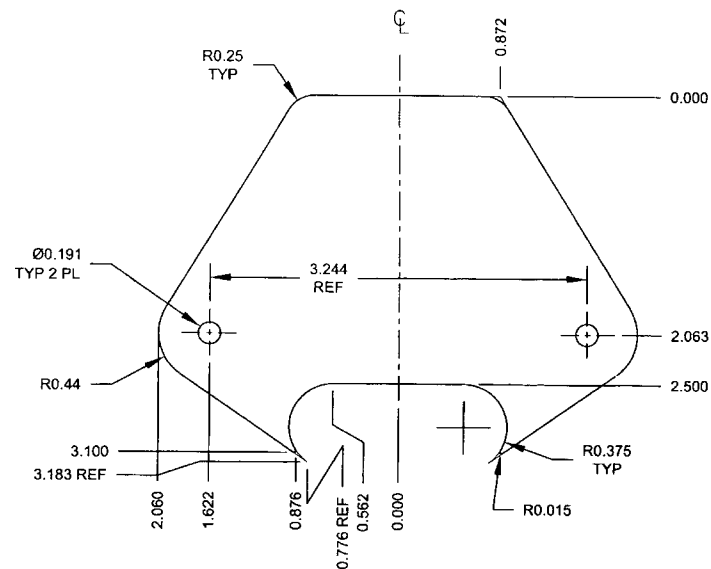 ℄
0.872
R0.25
TYP
0.000
Ø0.191
TYP 2 PL
3.244
REF
2.063
R0.44
2.500
3.100
3.183 REF
R0.375
TYP
R0.015
2.060
1.622
0.876
0.776 REF
0.562
0.000